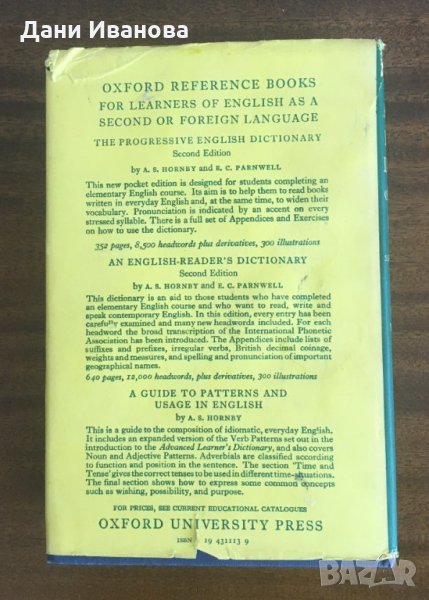 Дани Иванова
OXFORD REFERENCE BOOKS
FOR LEARNERS OF ENGLISH AS A
SECOND OR FOREIGN LANGUAGE
THE PROGRESSIVE ENGLISH DICTIONARY
Second Edition
by A. S. HORNBY and E. C. PARNWELL
This new pocket edition is designed for students completing an
elementary English course. Its aim is to help them to read books
written in everyday English and, at the same time, to widen their
vocabulary. Pronunciation is indicated by an accent on every
stressed syllable. There is a full set of Appendices and Exercises
on how to use the dictionary.
352 pages, 8,500 headwords plus derivatives, 300 illustrations
AN ENGLISH-READER'S DICTIONARY
Second Edition
by A. S. HORNBY and E. C. PARNWELL
This dictionary is an aid to those students who have completed
an elementary English course and who want to read, write and
speak contemporary English. In this edition, every entry has been
carefully examined and many new headwords included. For each
headword the broad transcription of the International Phonetic
Association has been introduced. The Appendices include lists of
suffixes and prefixes, irregular verbs, British decimal coinage,
weights and measures, and spelling and pronunciation of important
geographical names.
640 pages, 12,000 headwords, plus derivatives, 300 illustrations
A GUIDE TO PATTERNS AND
USAGE IN ENGLISH
by A. S. HORNBY
This is a guide to the composition of idiomatic, everyday English.
It includes an expanded version of the Verb Patterns set out in the
introduction to the Advanced Learner's Dictionary, and also covers
Noun and Adjective Patterns. Adverbials are classified according
to function and position in the sentence. The section 'Time and
Tense' gives the correct tenses to be used in different time-situations.
The final section shows how to express some common concepts
such as wishing, possibility, and purpose.
FOR PRICES, SEE CURRENT EDUCATIONAL CATALOGUES
OXFORD UNIVERSITY PRESS
ISBN 19 431113 9
BAZAR